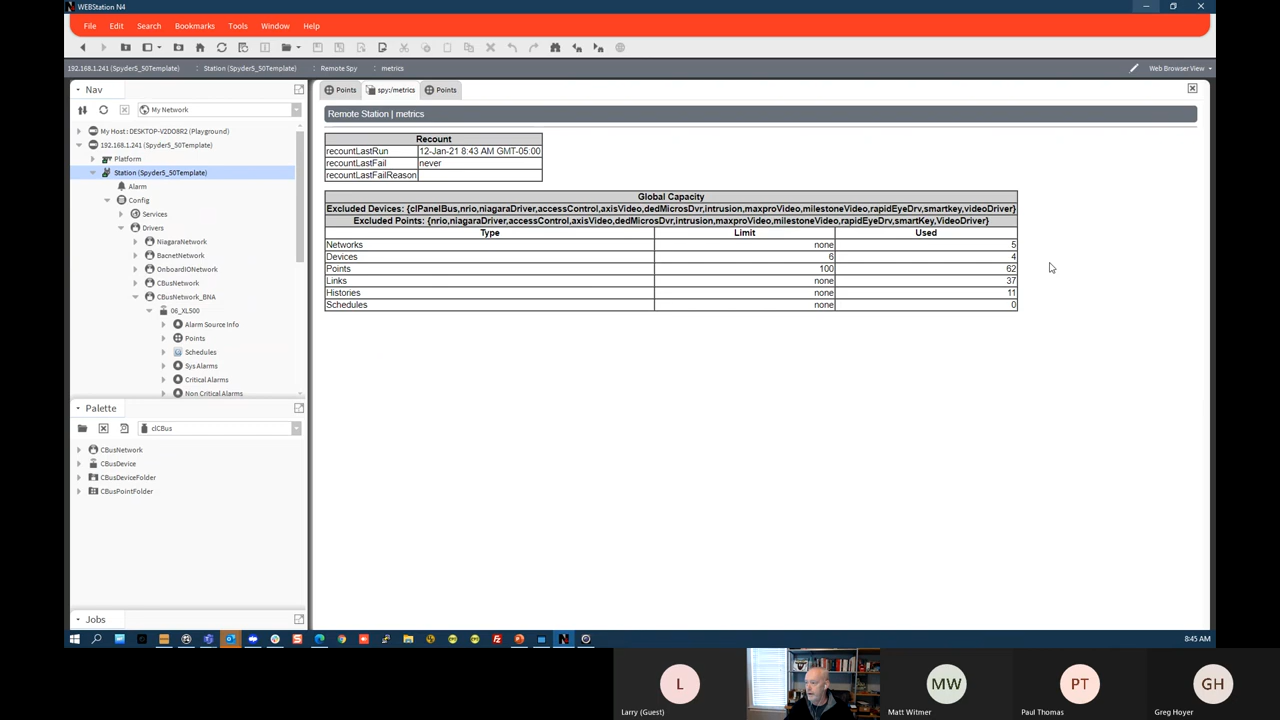 WEBStation N4
File Edit Search Bookmarks Tools Window Help
192.168.1.241 (Spyder5_50Template) Station (Spyder5_50Template) Remote Spy metrics Web Browser View
Nav
My Network
My Host : DESKTOP-V2DO8R2 (Playground)
192.168.1.241 (Spyder5_50Template)
Platform
Station (Spyder5_50Template)
Alarm
Config
Services
Drivers
NiagaraNetwork
BacnetNetwork
OnboardIONetwork
CBusNetwork
CBusNetwork_BNA
06_XL500
Alarm Source Info
Points
Schedules
Sys Alarms
Critical Alarms
Non Critical Alarms
Palette
clCBus
CBusNetwork
CBusDevice
CBusDeviceFolder
CBusPointFolder
Jobs
Points spy:/metrics Points
Remote Station | metrics
Recount
recountLastRun 12-Jan-21 8:43 AM GMT-05:00
recountLastFail never
recountLastFailReason
Global Capacity
Excluded Devices: {clPanelBus,nrio,niagaraDriver,accessControl,axisVideo,dedMicrosDvr,intrusion,maxproVideo,milestoneVideo,rapidEyeDrv,smartkey,videoDriver}
Excluded Points: {nrio,niagaraDriver,accessControl,axisVideo,dedMicrosDvr,intrusion,maxproVideo,milestoneVideo,rapidEyeDrv,smartKey,VideoDriver}
Type Limit Used
Networks none 5
Devices 6 4
Points 100 62
Links none 37
Histories none 11
Schedules none 0
8:45 AM
L MW PT GH
Larry (Guest) Matt Witmer Paul Thomas Greg Hoyer